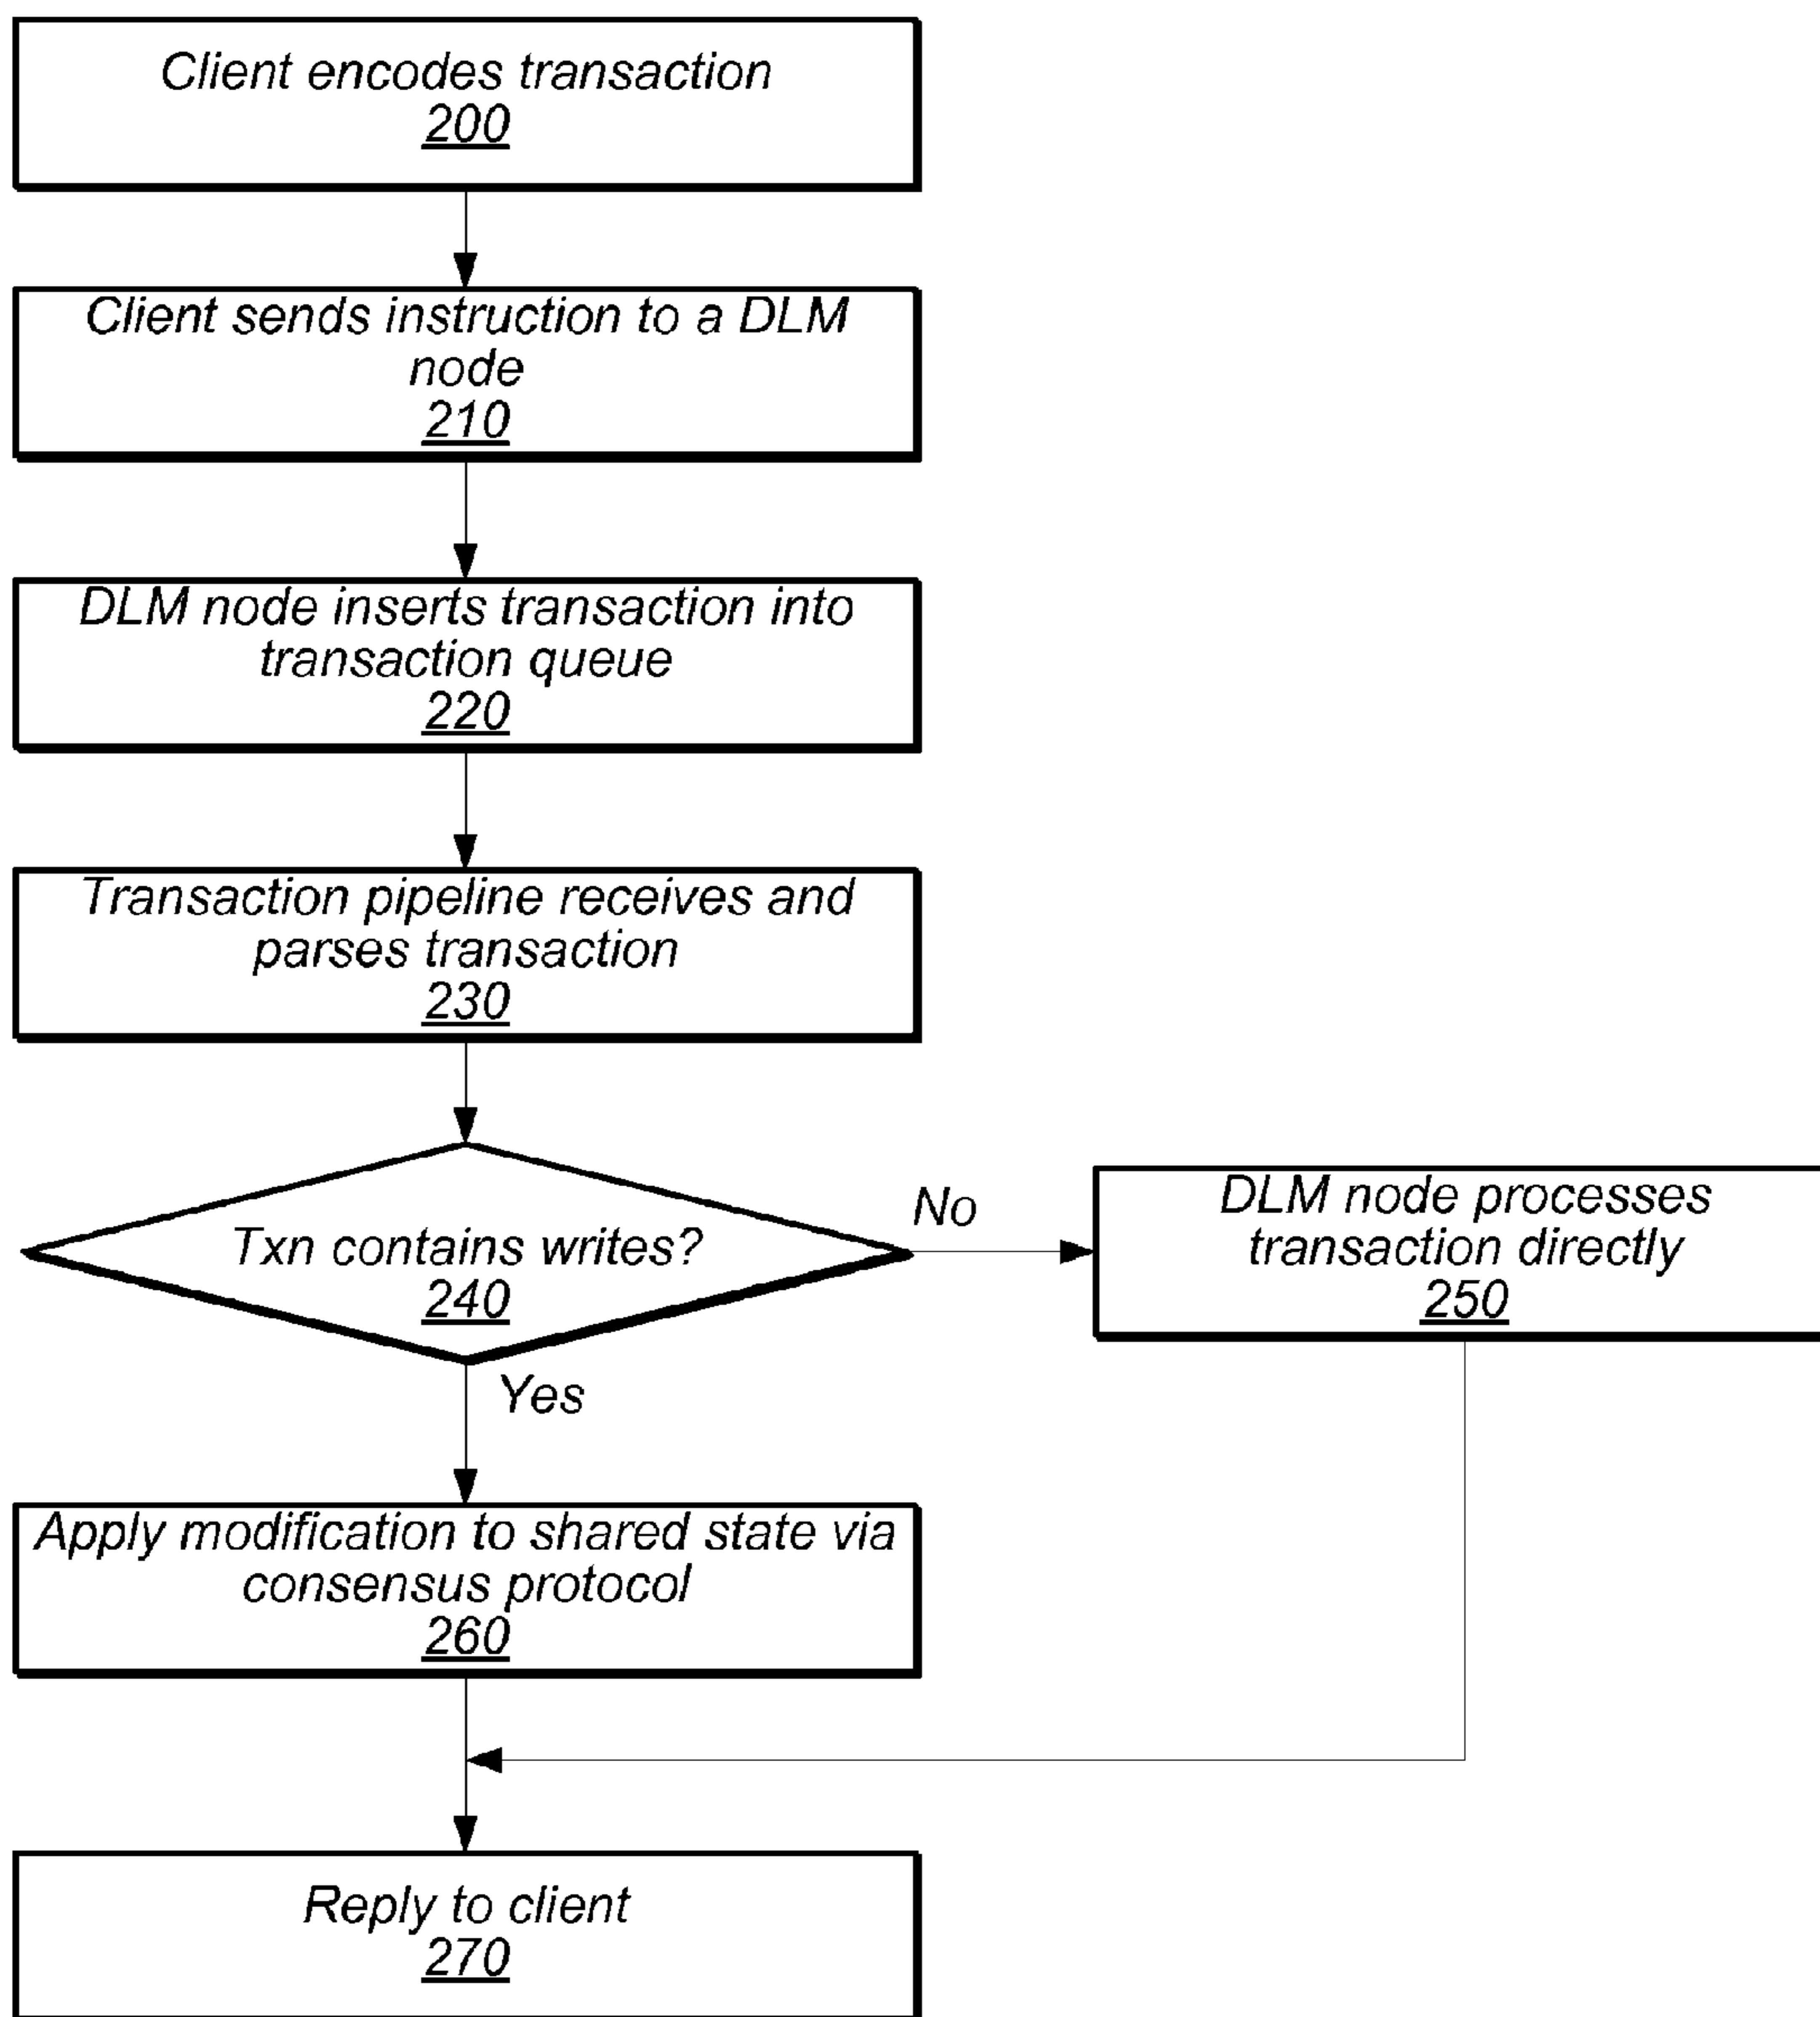 Client encodes transaction
200
Client sends instruction to a DLM
node
210
DLM node inserts transaction into
transaction queue
220
Transaction pipeline receives and
parses transaction
230
Txn contains writes?
240
No
DLM node processes
transaction directly
250
Yes
Apply modification to shared state via
consensus protocol
260
Reply to client
270